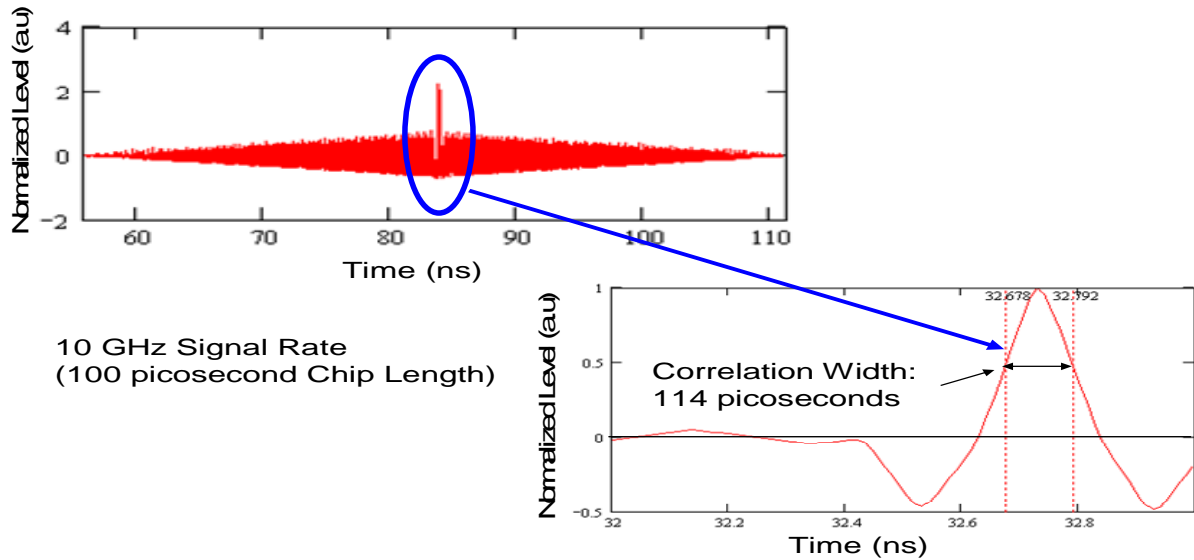 Normalized Level (au)
4
2
0
−2
60 70 80 90 100 110
Time (ns)
10 GHz Signal Rate
(100 picosecond Chip Length)
Normalized Level (au)
1
0.5
0
−0.5
32.678 32.792
Correlation Width:
114 picoseconds
32 32.2 32.4 32.6 32.8
Time (ns)